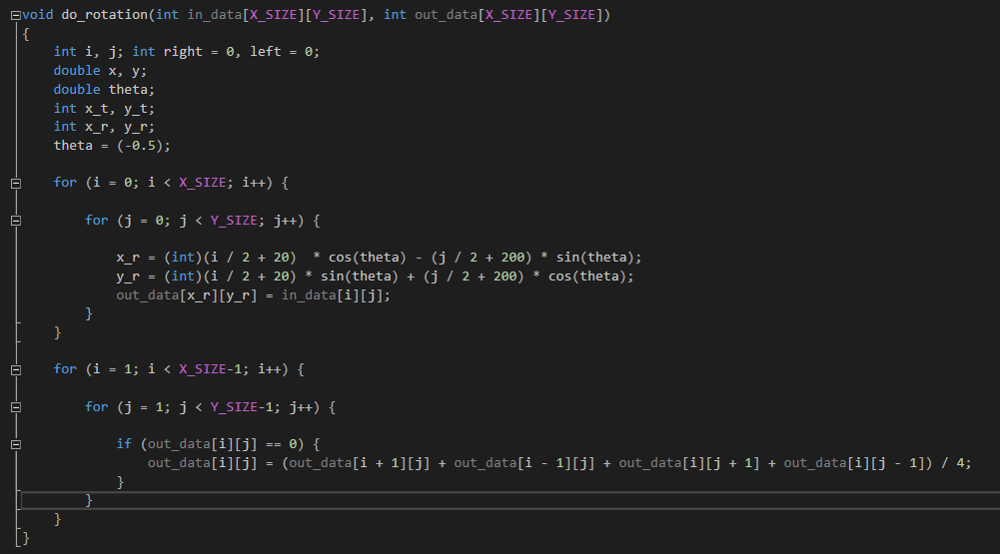 void do_rotation(int in_data[X_SIZE][Y_SIZE], int out_data[X_SIZE][Y_SIZE])
{
    int i, j; int right = 0, left = 0;
    double x, y;
    double theta;
    int x_t, y_t;
    int x_r, y_r;
    theta = (-0.5);

    for (i = 0; i < X_SIZE; i++) {

        for (j = 0; j < Y_SIZE; j++) {

            x_r = (int)(i / 2 + 20)  * cos(theta) - (j / 2 + 200) * sin(theta);
            y_r = (int)(i / 2 + 20) * sin(theta) + (j / 2 + 200) * cos(theta);
            out_data[x_r][y_r] = in_data[i][j];
        }
    }

    for (i = 1; i < X_SIZE-1; i++) {

        for (j = 1; j < Y_SIZE-1; j++) {

            if (out_data[i][j] == 0) {
                out_data[i][j] = (out_data[i + 1][j] + out_data[i - 1][j] + out_data[i][j + 1] + out_data[i][j - 1]) / 4;
            }
        }
    }
}